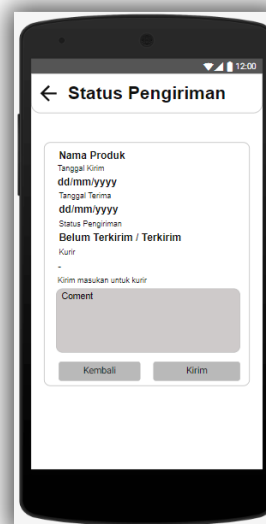 12:00
Status Pengiriman
Nama Produk
Tanggal Kirim
dd/mm/yyyy
Tanggal Terima
dd/mm/yyyy
Status Pengiriman
Belum Terkirim / Terkirim
Kurir
-
Kirim masukan untuk kurir
Coment
Kembali
Kirim